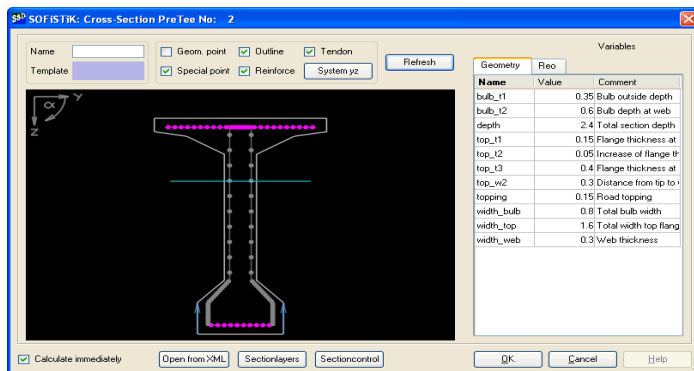 SSD SOFiSTiK: Cross-Section PreTee No: 2
Name
Geom. point Outline Tendon
Template
Special point Reinforce System yz
Refresh
Variables
Geometry Reo
Name Value Comment
bulb_t1 0.35 Bulb outside depth
bulb_t2 0.6 Bulb depth at web
depth 2.4 Total section depth
top_t1 0.15 Flange thickness at
top_t2 0.05 Increase of flange th
top_t3 0.4 Flange thickness at
top_w2 0.3 Distance from tip to
topping 0.15 Road topping
width_bulb 0.8 Total bulb width
width_top 1.6 Total width top flang
width_web 0.3 Web thickness
α Y
Z
Calculate immediately Open from XML Sectionlayers Sectioncontrol OK Cancel Help